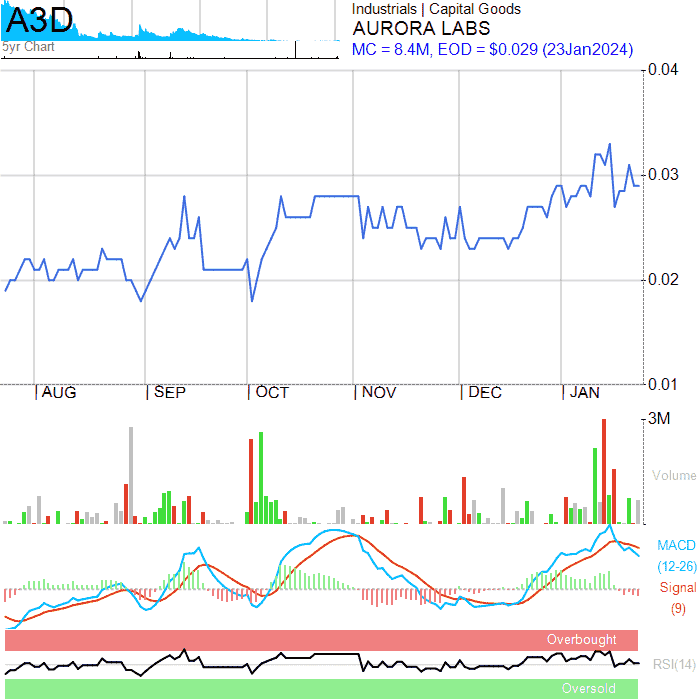 A3D
5yr Chart
Industrials | Capital Goods
AURORA LABS
MC = 8.4M, EOD = $0.029 (23Jan2024)
0.04
0.03
0.02
0.01
|AUG |SEP |OCT |NOV |DEC |JAN
3M
Volume
MACD
(12-26)
Signal
(9)
Overbought
RSI(14)
Oversold